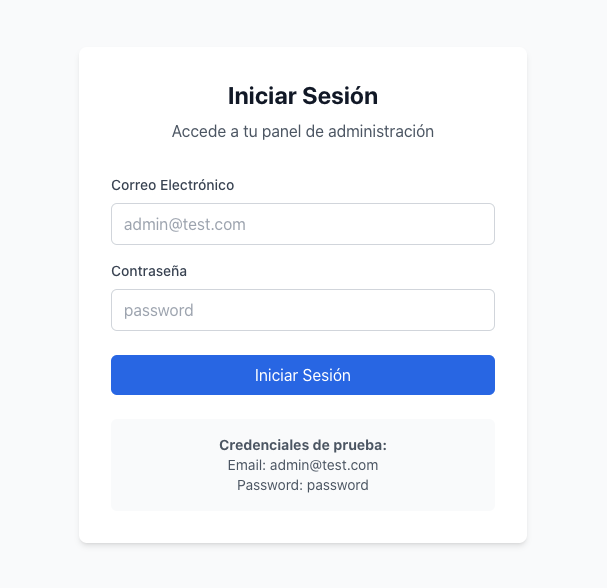 Iniciar Sesión
Accede a tu panel de administración
Correo Electrónico
admin@test.com
Contraseña
password
Iniciar Sesión
Credenciales de prueba:
Email: admin@test.com
Password: password